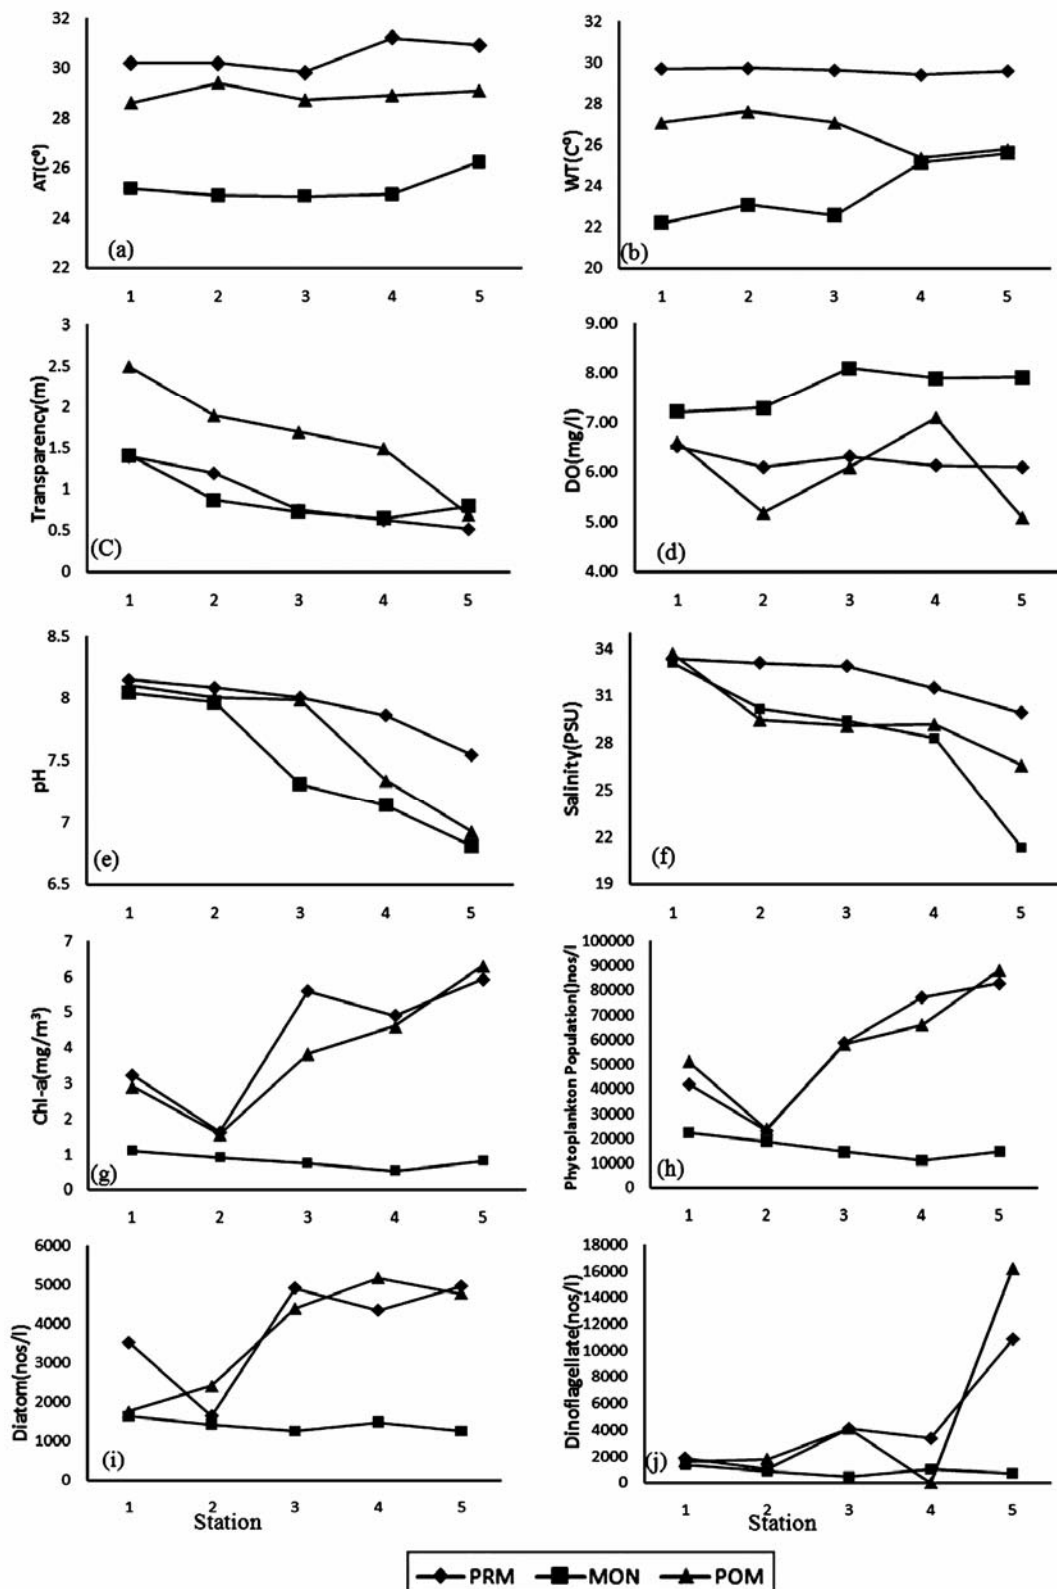 32
30
28
26
24
22
AT(C⁰)
(a)
1 2 3 4 5
32
30
28
26
24
22
20
WT(C⁰)
(b)
1 2 3 4 5
3
2.5
2
1.5
1
0.5
0
Transparency(m)
(C)
1 2 3 4 5
9.00
8.00
7.00
6.00
5.00
4.00
DO(mg/l)
(d)
1 2 3 4 5
8.5
8
7.5
7
6.5
pH
(e)
1 2 3 4 5
34
31
28
25
22
19
Salinity(PSU)
(f)
1 2 3 4 5
7
6
5
4
3
2
1
0
Chl-a(mg/m³)
(g)
1 2 3 4 5
100000
90000
80000
70000
60000
50000
40000
30000
20000
10000
0
Phytoplankton Population()nos/l
(h)
1 2 3 4 5
6000
5000
4000
3000
2000
1000
0
Diatom(nos/l)
(i)
1 2 3 4 5
Station
18000
16000
14000
12000
10000
8000
6000
4000
2000
0
Dinoflagellate(nos/l)
(j)
1 2 3 4 5
Station
PRM MON POM